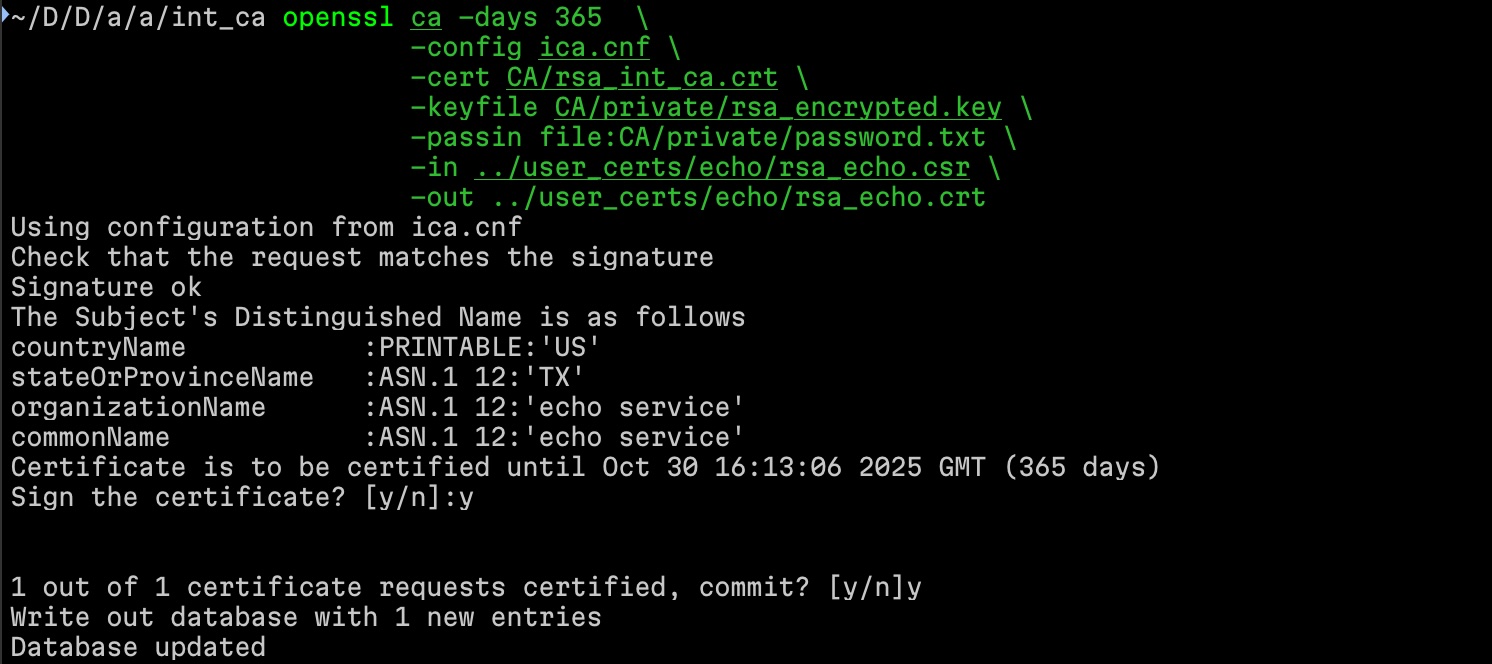 ~/D/D/a/a/int_ca openssl ca -days 365  \
-config ica.cnf \
-cert CA/rsa_int_ca.crt \
-keyfile CA/private/rsa_encrypted.key \
-passin file:CA/private/password.txt \
-in ../user_certs/echo/rsa_echo.csr \
-out ../user_certs/echo/rsa_echo.crt
Using configuration from ica.cnf
Check that the request matches the signature
Signature ok
The Subject's Distinguished Name is as follows
countryName           :PRINTABLE:'US'
stateOrProvinceName   :ASN.1 12:'TX'
organizationName      :ASN.1 12:'echo service'
commonName            :ASN.1 12:'echo service'
Certificate is to be certified until Oct 30 16:13:06 2025 GMT (365 days)
Sign the certificate? [y/n]:y
1 out of 1 certificate requests certified, commit? [y/n]y
Write out database with 1 new entries
Database updated